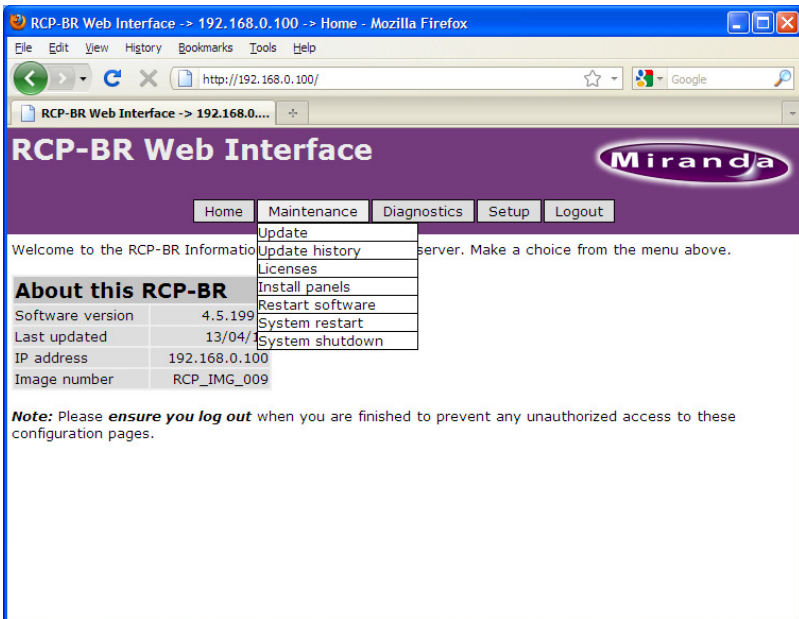 RCP-BR Web Interface -> 192.168.0.100 -> Home - Mozilla Firefox
File Edit View History Bookmarks Tools Help
http://192.168.0.100/
Google
RCP-BR Web Interface -> 192.168.0....
RCP-BR Web Interface
Miranda
Home Maintenance Diagnostics Setup Logout
Update
Update history
Licenses
Install panels
Restart software
System restart
System shutdown
Welcome to the RCP-BR Informatio server. Make a choice from the menu above.
About this RCP-BR
Software version 4.5.199
Last updated 13/04/1
IP address 192.168.0.100
Image number RCP_IMG_009
Note: Please ensure you log out when you are finished to prevent any unauthorized access to these
configuration pages.